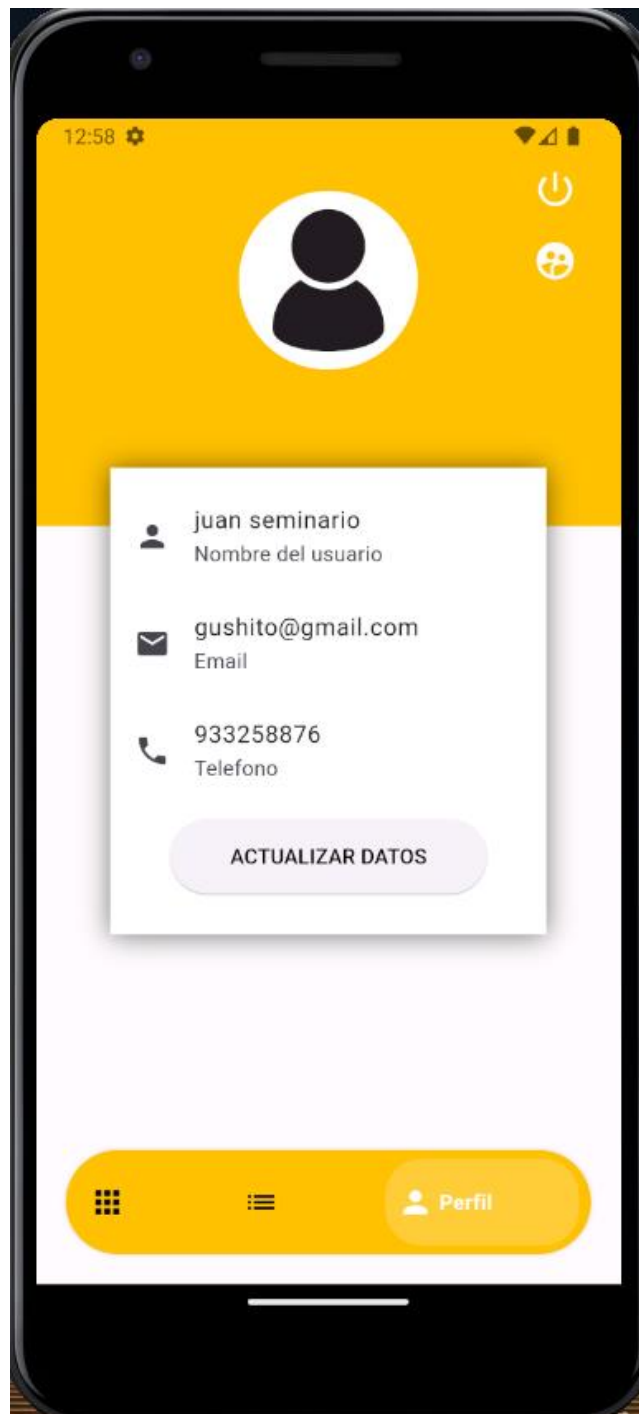 12:58
juan seminario
Nombre del usuario
gushito@gmail.com
Email
933258876
Telefono
ACTUALIZAR DATOS
Perfil